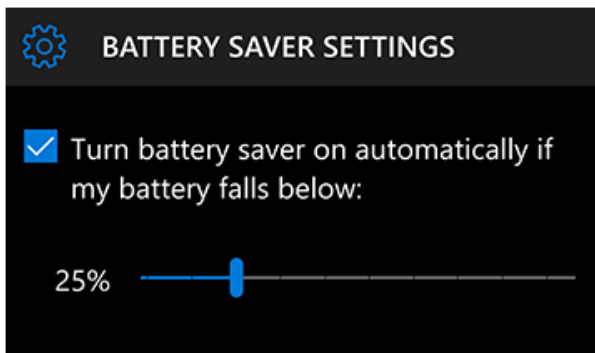 BATTERY SAVER SETTINGS
Turn battery saver on automatically if
my battery falls below:
25%